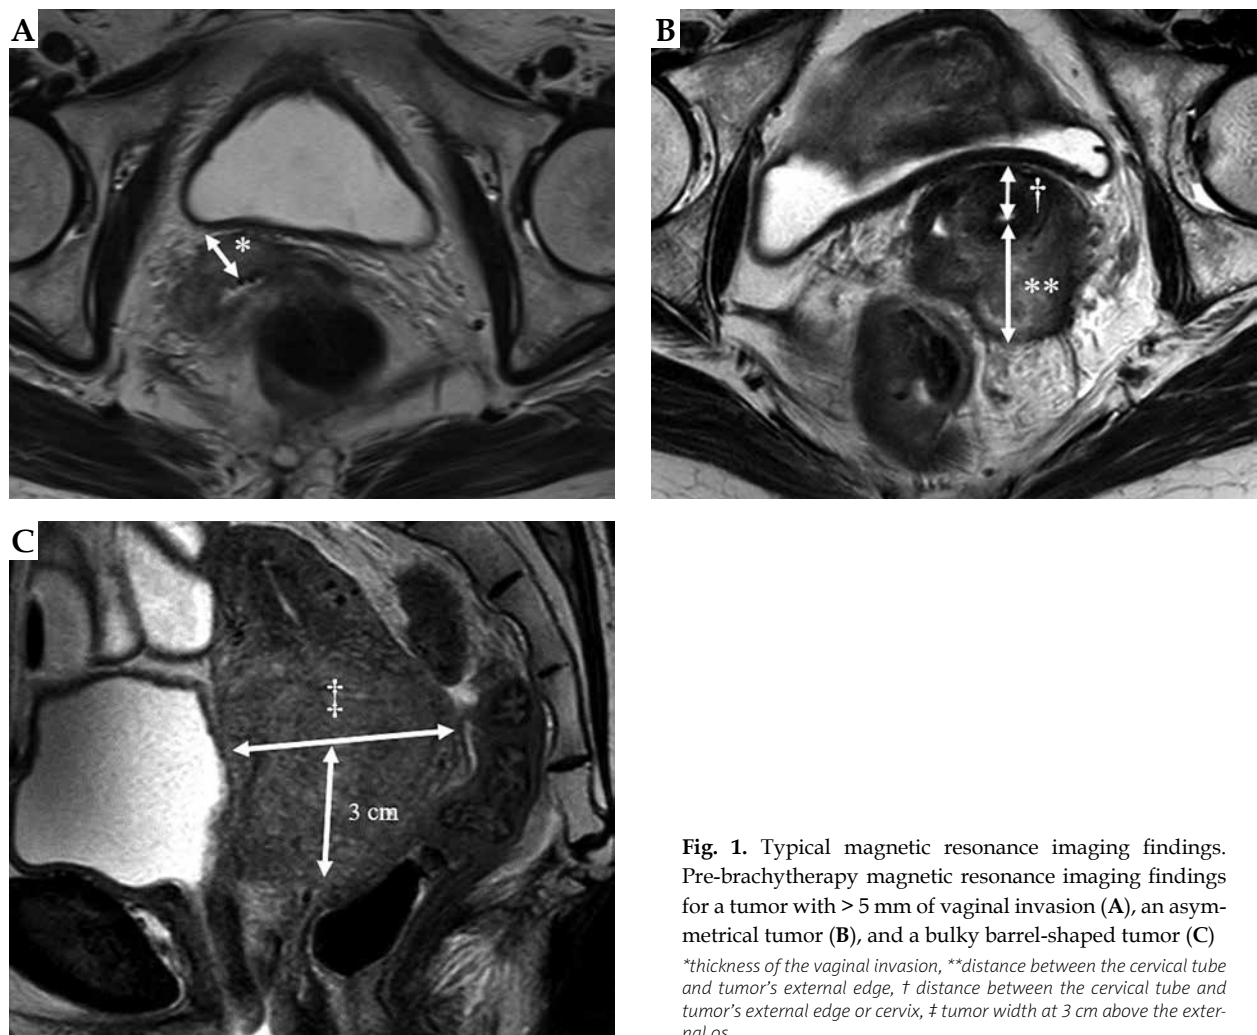 A
B
*
†
**
C
‡
3 cm
Fig. 1. Typical magnetic resonance imaging findings.
Pre-brachytherapy magnetic resonance imaging findings
for a tumor with > 5 mm of vaginal invasion (A), an asym-
metrical tumor (B), and a bulky barrel-shaped tumor (C)
*thickness of the vaginal invasion, **distance between the cervical tube
and tumor's external edge, † distance between the cervical tube and
tumor's external edge or cervix, ‡ tumor width at 3 cm above the exter-
nal os